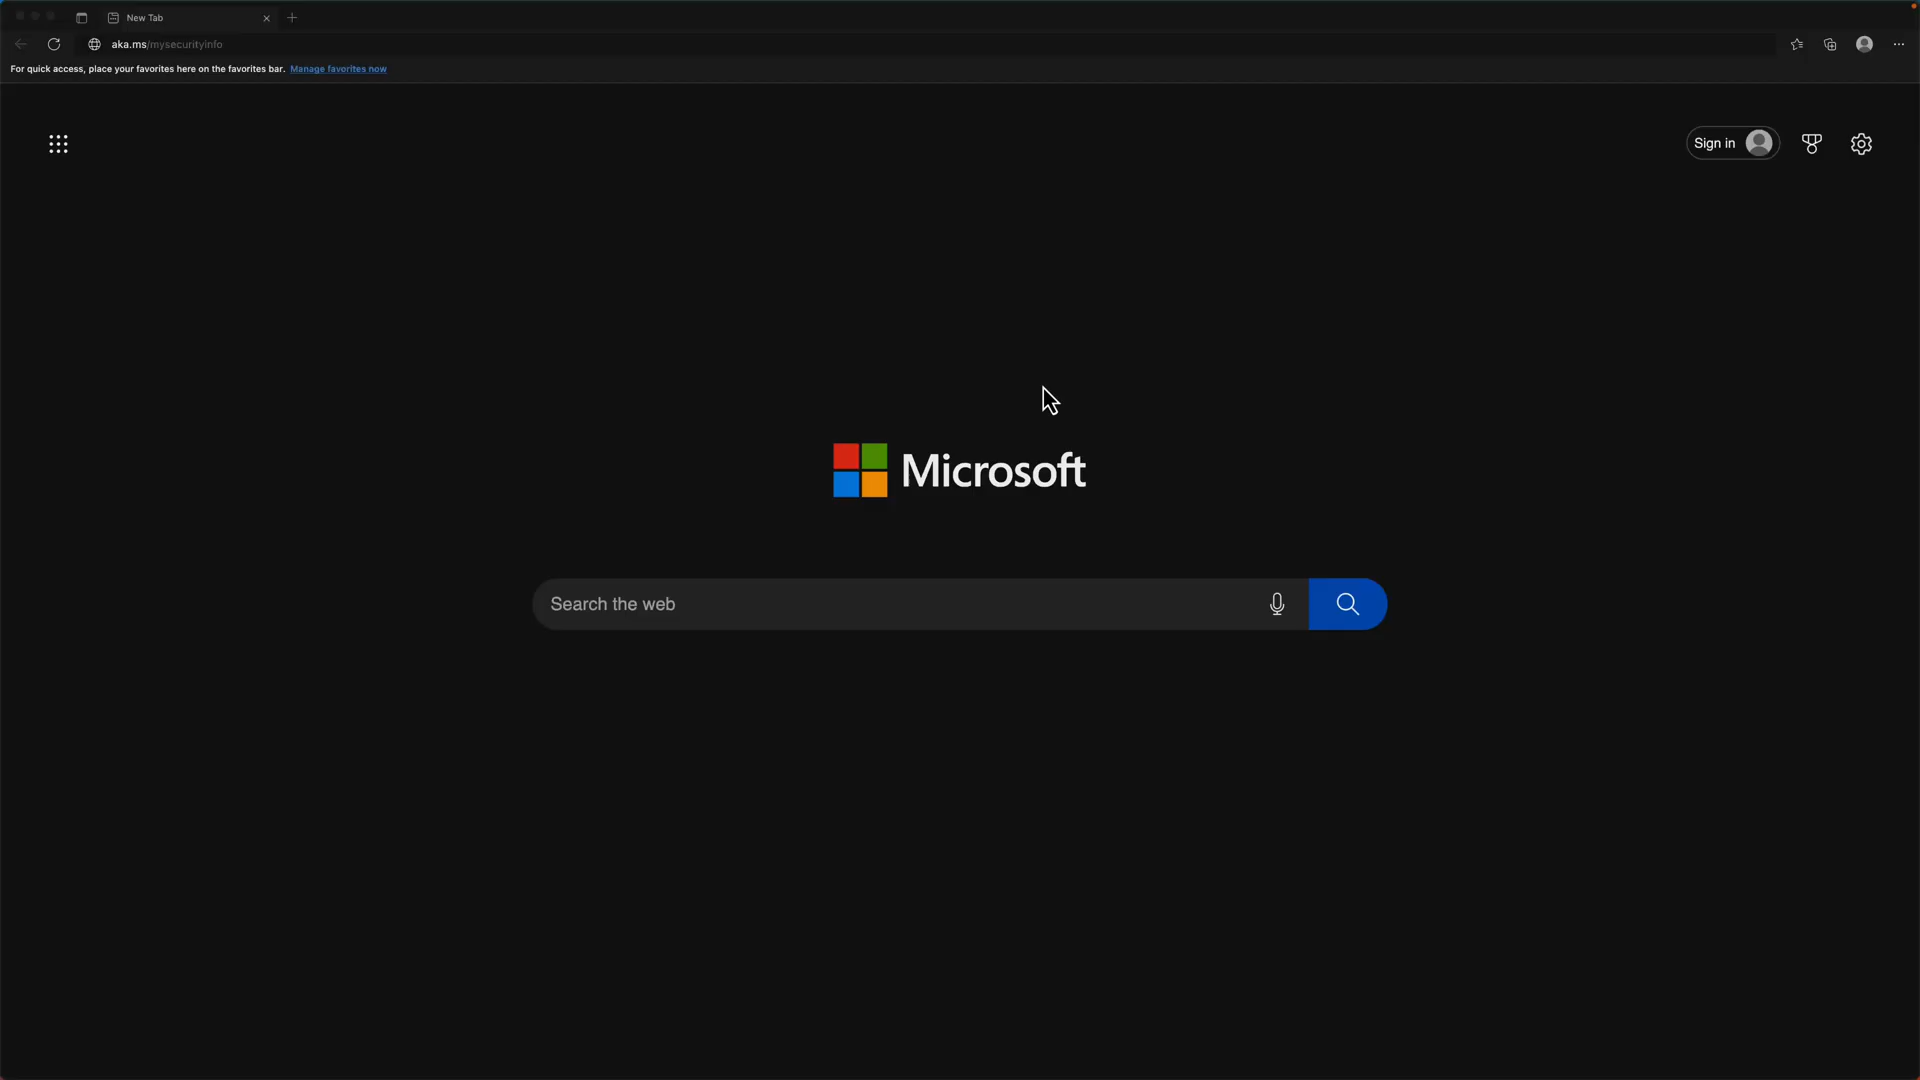 New Tab
aka.ms/mysecurityinfo
For quick access, place your favorites here on the favorites bar. Manage favorites now
Sign in
Microsoft
Search the web